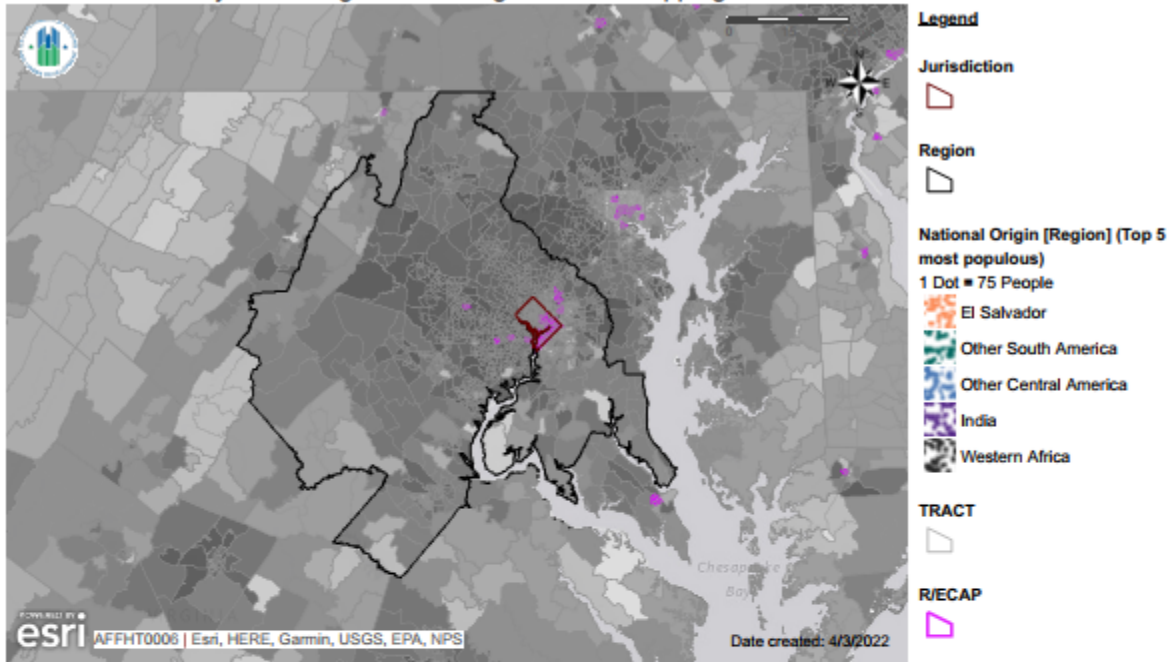 Legend
Jurisdiction
Region
National Origin [Region] (Top 5
most populous)
1 Dot = 75 People
El Salvador
Other South America
Other Central America
India
Western Africa
TRACT
R/ECAP
N
W
E
S
0
Chesapeake
Bay
POWERED BY
esri
AFFHT0006 | Esri, HERE, Garmin, USGS, EPA, NPS
Date created: 4/3/2022